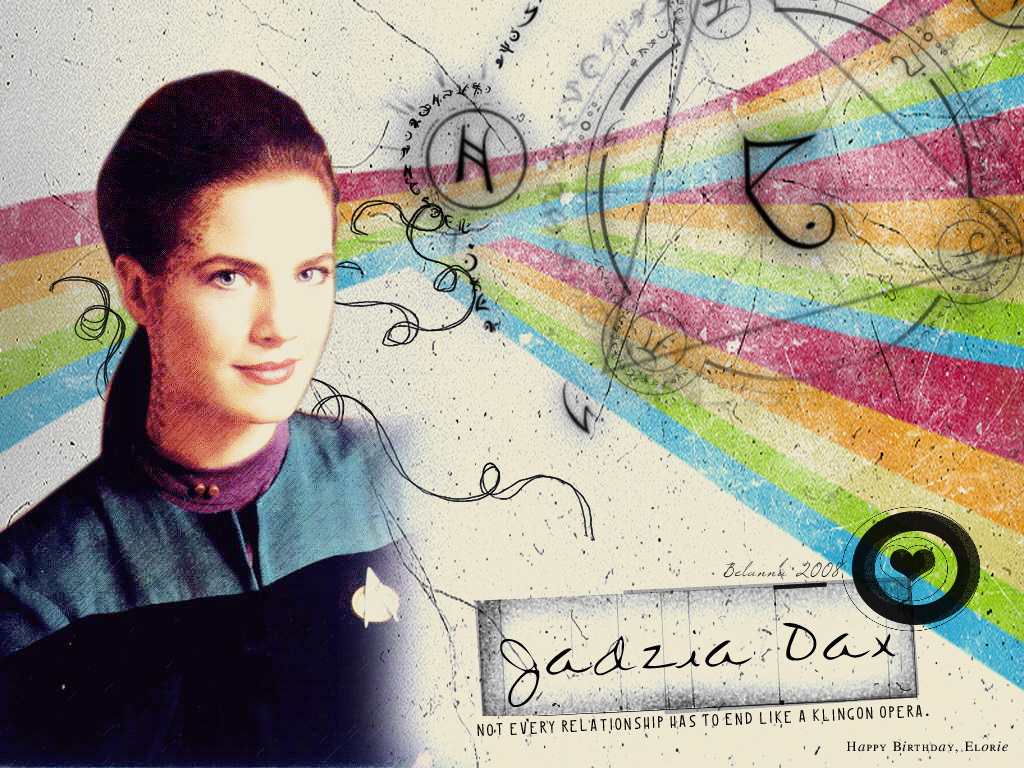 Belanna 2008
Jadzia Dax
NOT EVERY RELATIONSHIP HAS TO END LIKE A KLINGON OPERA.
Happy Birthday, Elorie